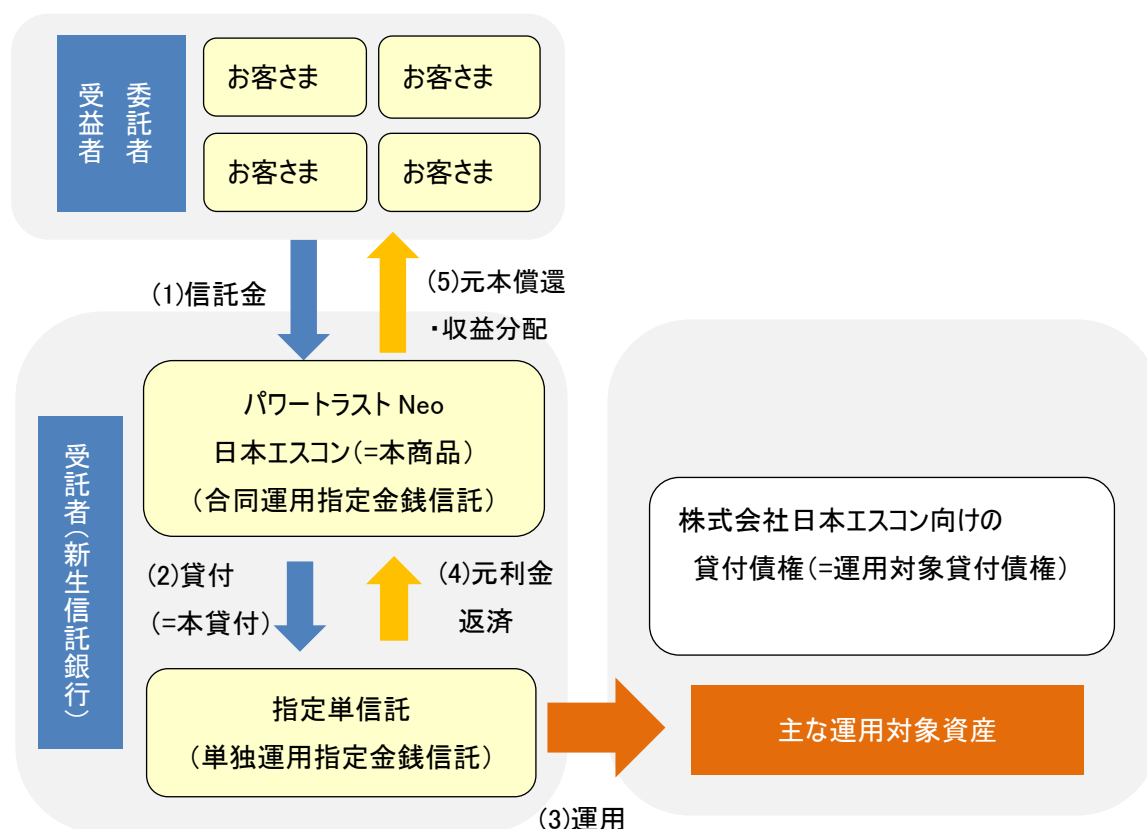 委託者
受益者
お客さま
お客さま
お客さま
お客さま
(1)信託金
(5)元本償還
・収益分配
受託者（新生信託銀行）
パワートラスト Neo
日本エスコン（=本商品）
（合同運用指定金銭信託）
(2)貸付
(=本貸付)
(4)元利金
返済
指定単信託
（単独運用指定金銭信託）
(3)運用
株式会社日本エスコン向けの
貸付債権（=運用対象貸付債権）
主な運用対象資産